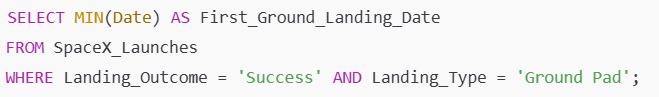 SELECT MIN(Date) AS First_Ground_Landing_Date
FROM SpaceX_Launches
WHERE Landing_Outcome = 'Success' AND Landing_Type = 'Ground Pad';